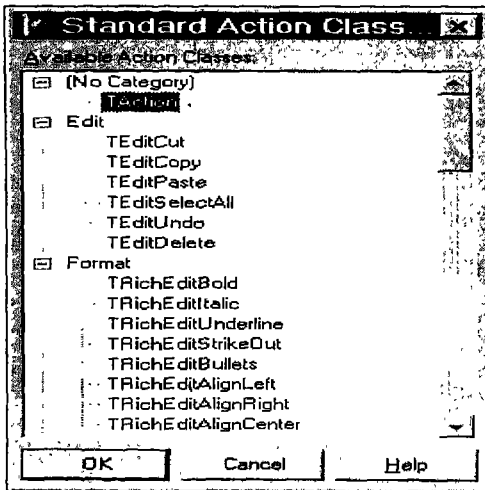 Standard Action Class...
Available Action Classes:
(No Category)
TAction
Edit
TEditCut
TEditCopy
TEditPaste
TEditSelectAll
TEditUndo
TEditDelete
Format
TRichEditBold
TRichEditItalic
TRichEditUnderline
TRichEditStrikeOut
TRichEditBullets
TRichEditAlignLeft
TRichEditAlignRight
TRichEditAlignCenter
OK Cancel Help